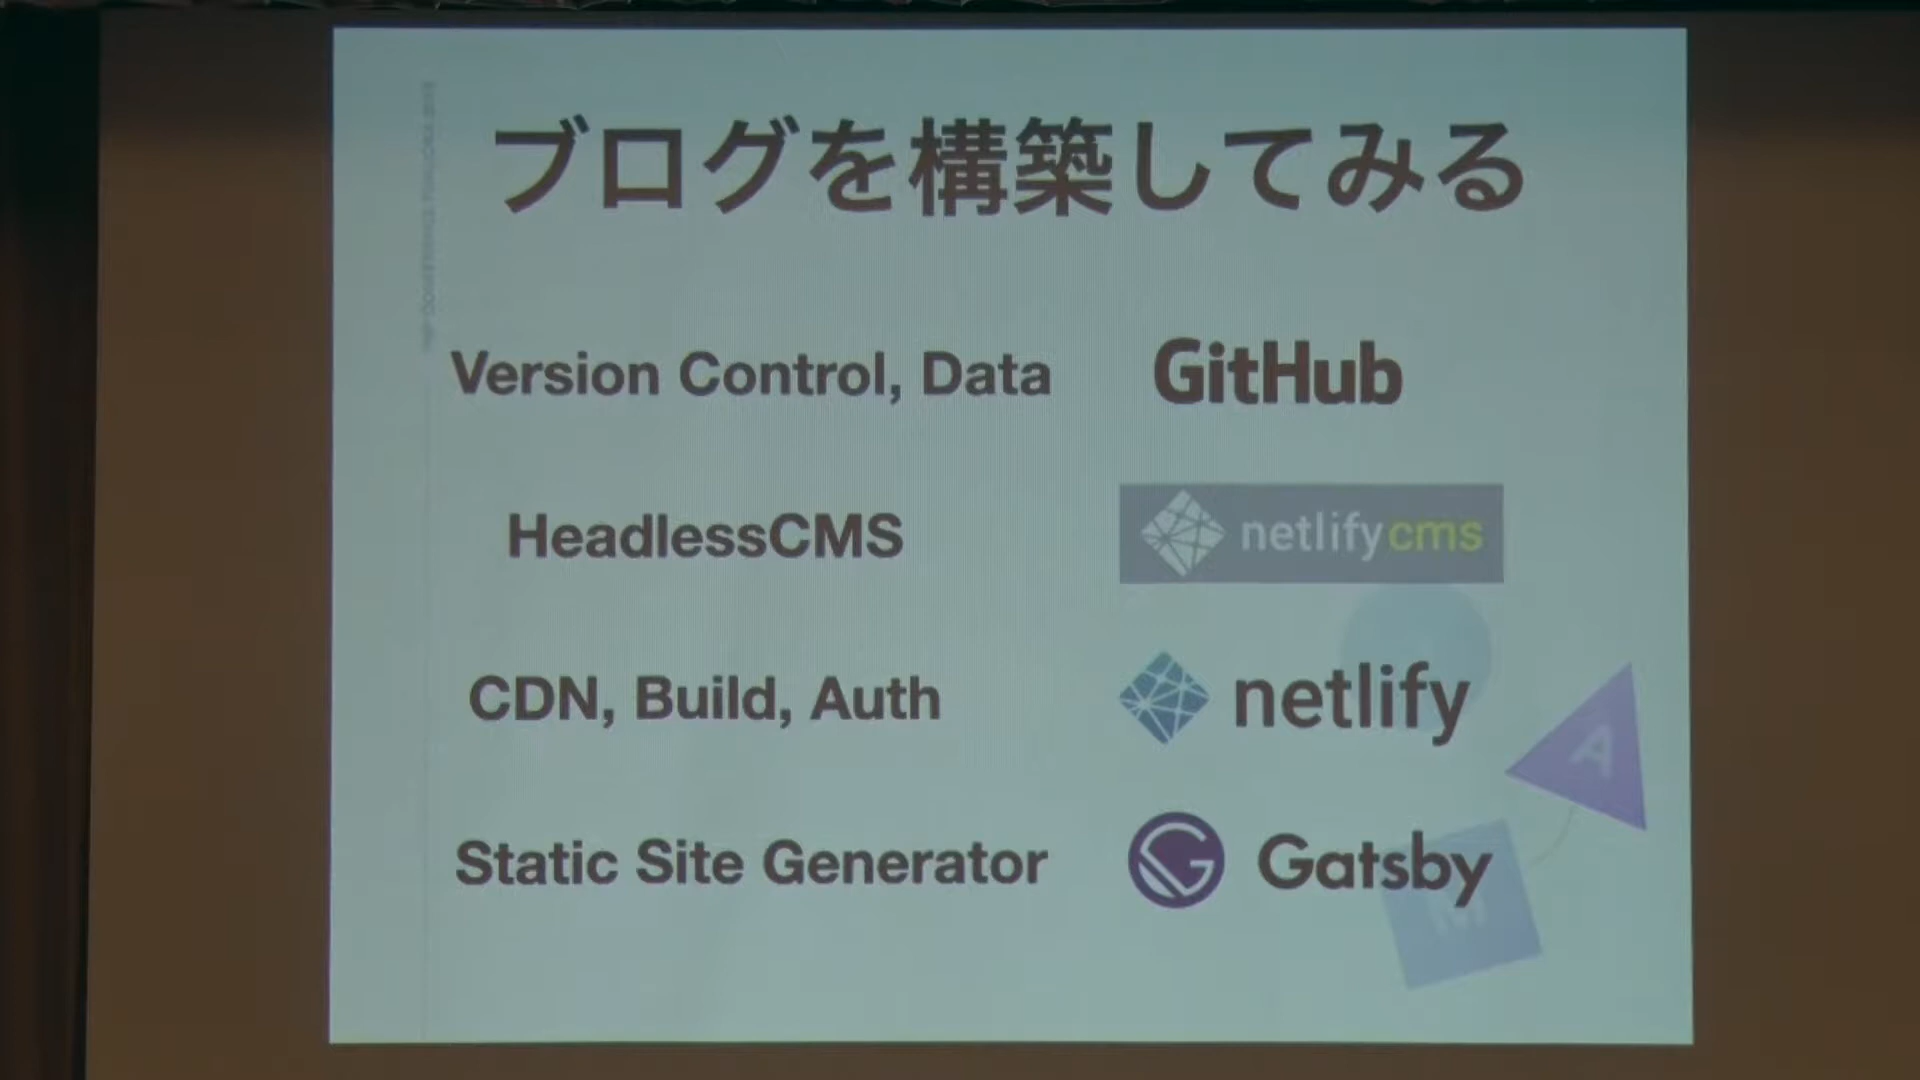 ブログを構築してみる
Version Control, Data GitHub
HeadlessCMS netlifycms
CDN, Build, Auth netlify
A
Static Site Generator Gatsby
M